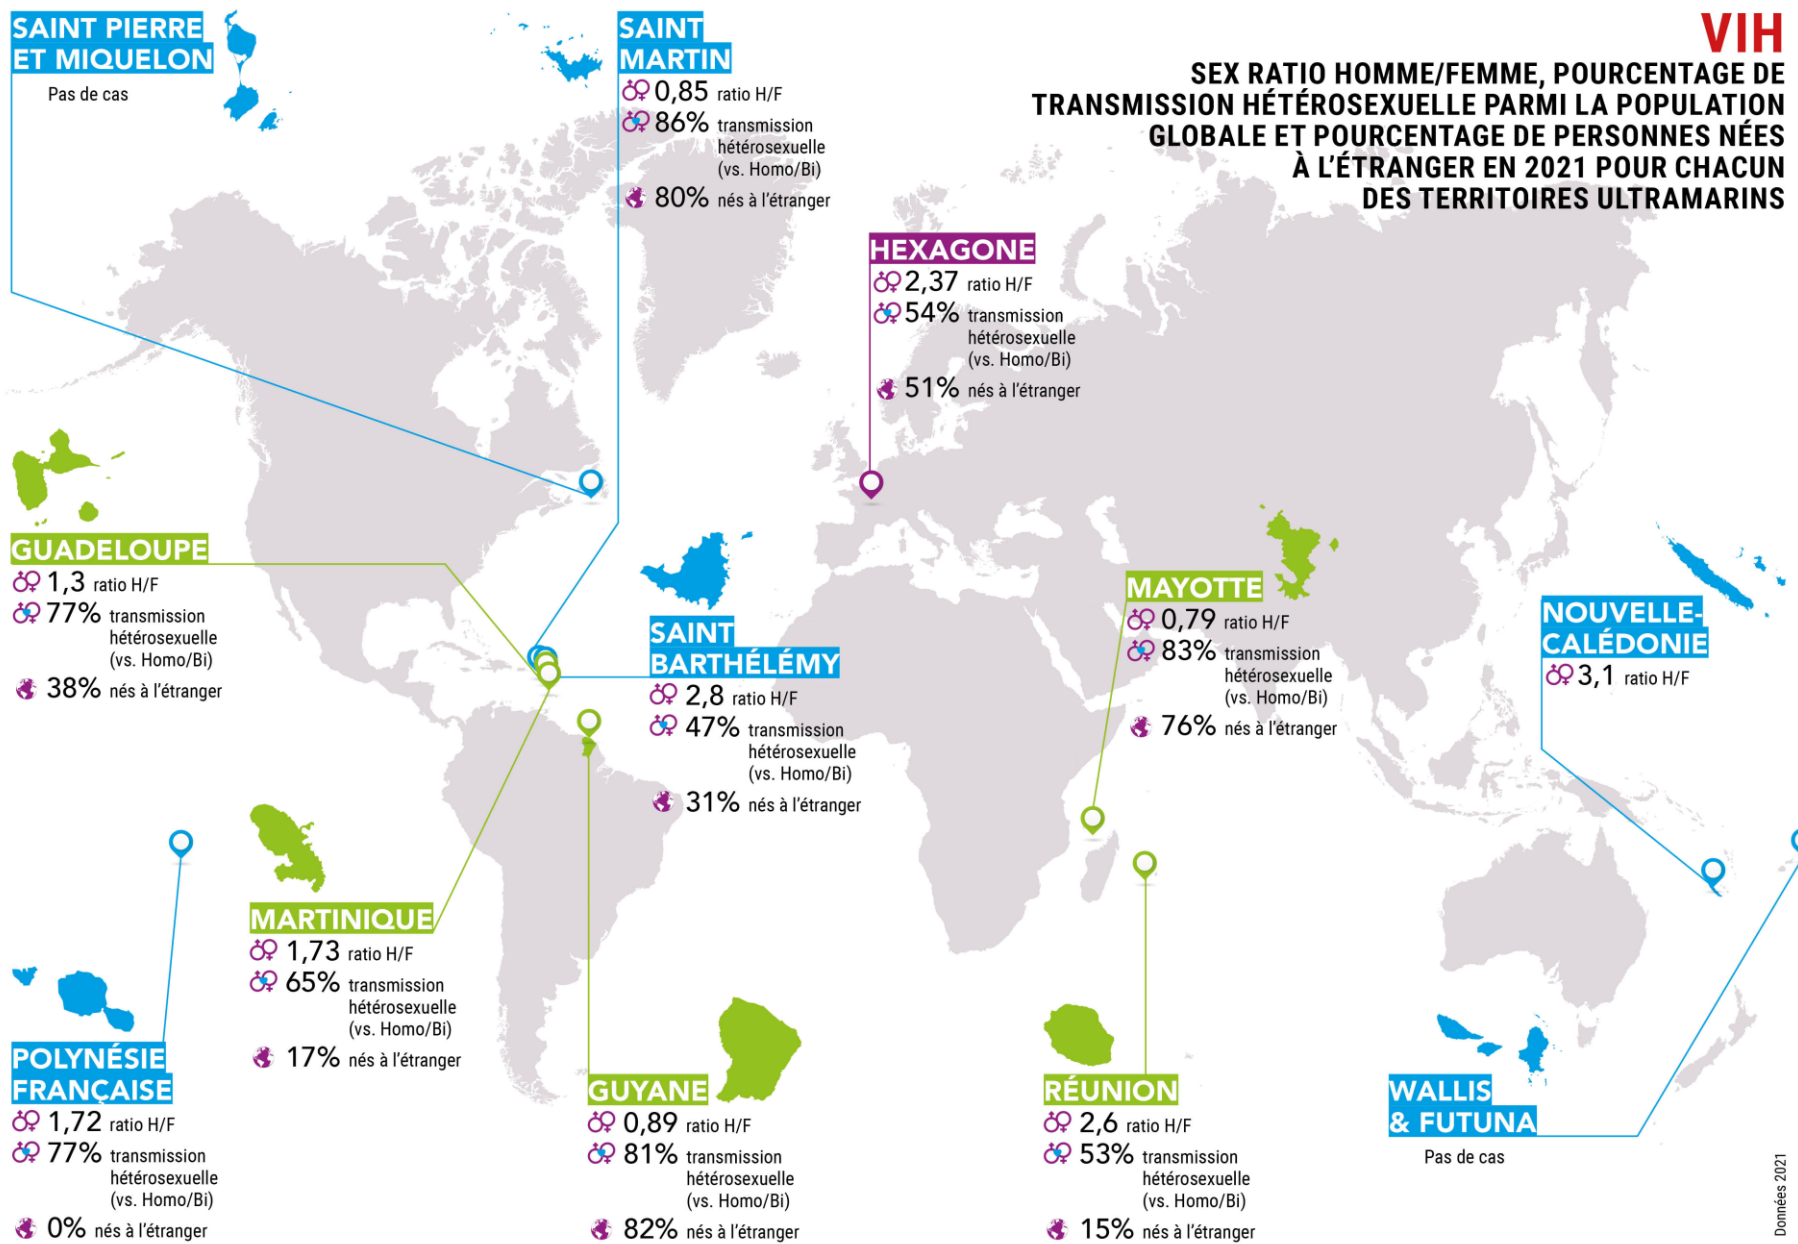 VIH
SEX RATIO HOMME/FEMME, POURCENTAGE DE
TRANSMISSION HÉTÉROSEXUELLE PARMI LA POPULATION
GLOBALE ET POURCENTAGE DE PERSONNES NÉES
À L'ÉTRANGER EN 2021 POUR CHACUN
DES TERRITOIRES ULTRAMARINS
SAINT PIERRE
ET MIQUELON
Pas de cas
SAINT
MARTIN
0,85 ratio H/F
86% transmission
hétérosexuelle
(vs. Homo/Bi)
80% nés à l'étranger
HEXAGONE
2,37 ratio H/F
54% transmission
hétérosexuelle
(vs. Homo/Bi)
51% nés à l'étranger
GUADELOUPE
1,3 ratio H/F
77% transmission
hétérosexuelle
(vs. Homo/Bi)
38% nés à l'étranger
SAINT
BARTHÉLÉMY
2,8 ratio H/F
47% transmission
hétérosexuelle
(vs. Homo/Bi)
31% nés à l'étranger
MAYOTTE
0,79 ratio H/F
83% transmission
hétérosexuelle
(vs. Homo/Bi)
76% nés à l'étranger
NOUVELLE-
CALÉDONIE
3,1 ratio H/F
MARTINIQUE
1,73 ratio H/F
65% transmission
hétérosexuelle
(vs. Homo/Bi)
17% nés à l'étranger
POLYNÉSIE
FRANÇAISE
1,72 ratio H/F
77% transmission
hétérosexuelle
(vs. Homo/Bi)
0% nés à l'étranger
GUYANE
0,89 ratio H/F
81% transmission
hétérosexuelle
(vs. Homo/Bi)
82% nés à l'étranger
RÉUNION
2,6 ratio H/F
53% transmission
hétérosexuelle
(vs. Homo/Bi)
15% nés à l'étranger
WALLIS
& FUTUNA
Pas de cas
Données 2021